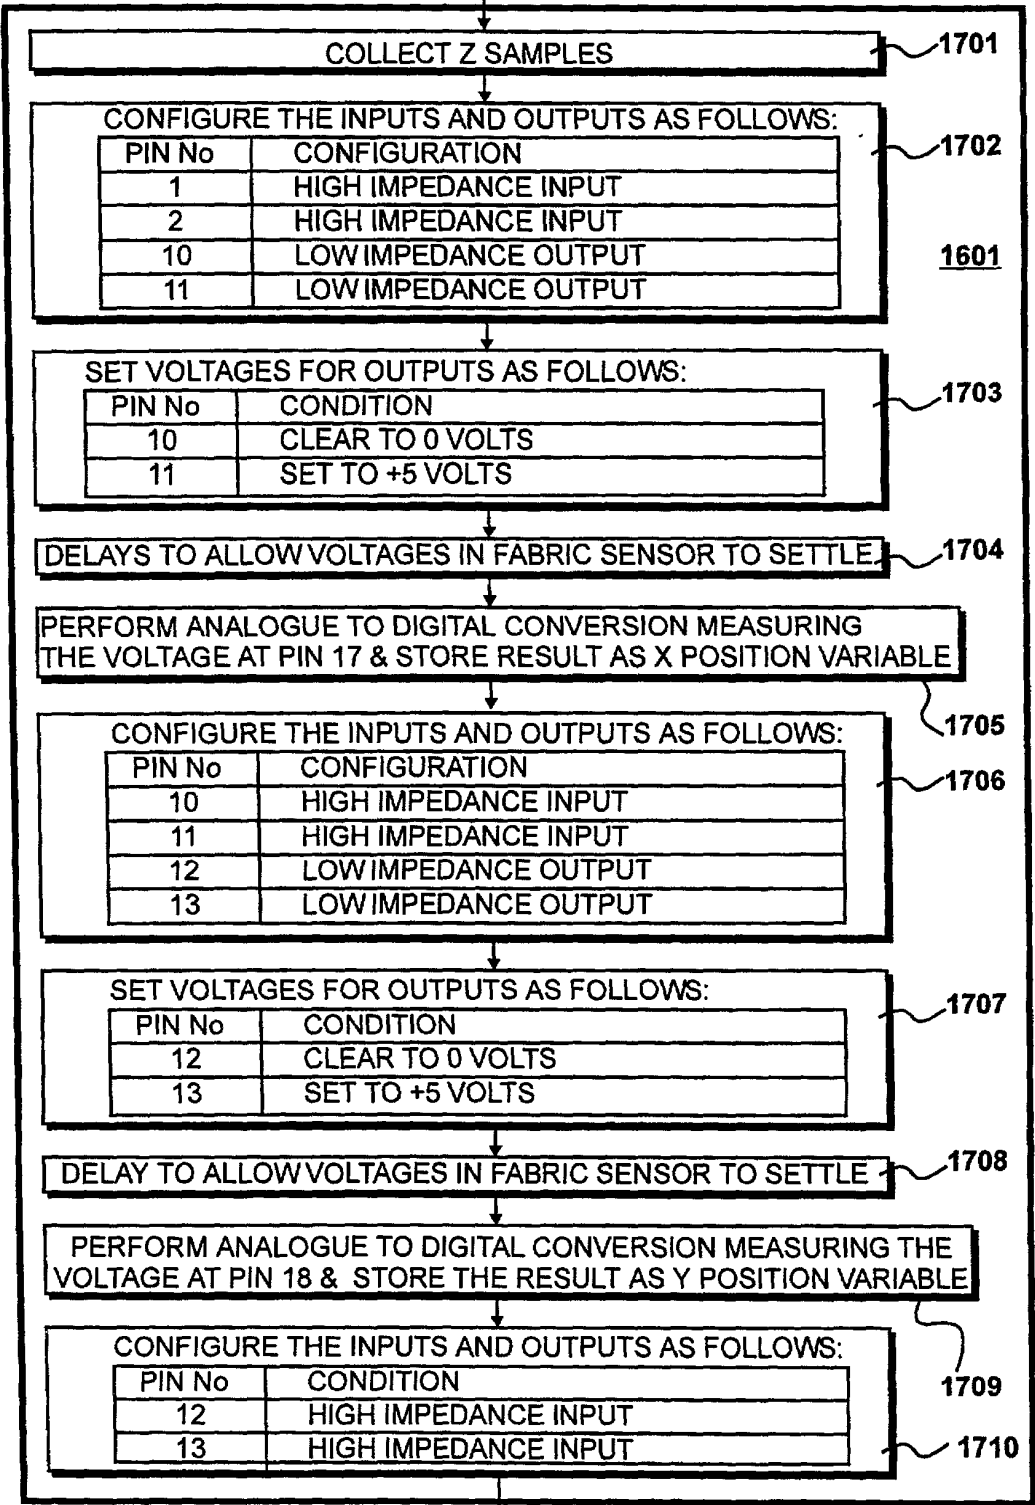 COLLECT Z SAMPLES
1701
CONFIGURE THE INPUTS AND OUTPUTS AS FOLLOWS:
1702
PIN No CONFIGURATION
1 HIGH IMPEDANCE INPUT
2 HIGH IMPEDANCE INPUT
10 LOW IMPEDANCE OUTPUT
1601
11 LOW IMPEDANCE OUTPUT
SET VOLTAGES FOR OUTPUTS AS FOLLOWS:
1703
PIN No CONDITION
10 CLEAR TO 0 VOLTS
11 SET TO +5 VOLTS
DELAYS TO ALLOW VOLTAGES IN FABRIC SENSOR TO SETTLE.
1704
PERFORM ANALOGUE TO DIGITAL CONVERSION MEASURING
THE VOLTAGE AT PIN 17 & STORE RESULT AS X POSITION VARIABLE
1705
CONFIGURE THE INPUTS AND OUTPUTS AS FOLLOWS:
1706
PIN No CONFIGURATION
10 HIGH IMPEDANCE INPUT
11 HIGH IMPEDANCE INPUT
12 LOW IMPEDANCE OUTPUT
13 LOW IMPEDANCE OUTPUT
SET VOLTAGES FOR OUTPUTS AS FOLLOWS:
1707
PIN No CONDITION
12 CLEAR TO 0 VOLTS
13 SET TO +5 VOLTS
DELAY TO ALLOW VOLTAGES IN FABRIC SENSOR TO SETTLE
1708
PERFORM ANALOGUE TO DIGITAL CONVERSION MEASURING THE
VOLTAGE AT PIN 18 & STORE THE RESULT AS Y POSITION VARIABLE
1709
CONFIGURE THE INPUTS AND OUTPUTS AS FOLLOWS:
PIN No CONDITION
12 HIGH IMPEDANCE INPUT
13 HIGH IMPEDANCE INPUT
1710